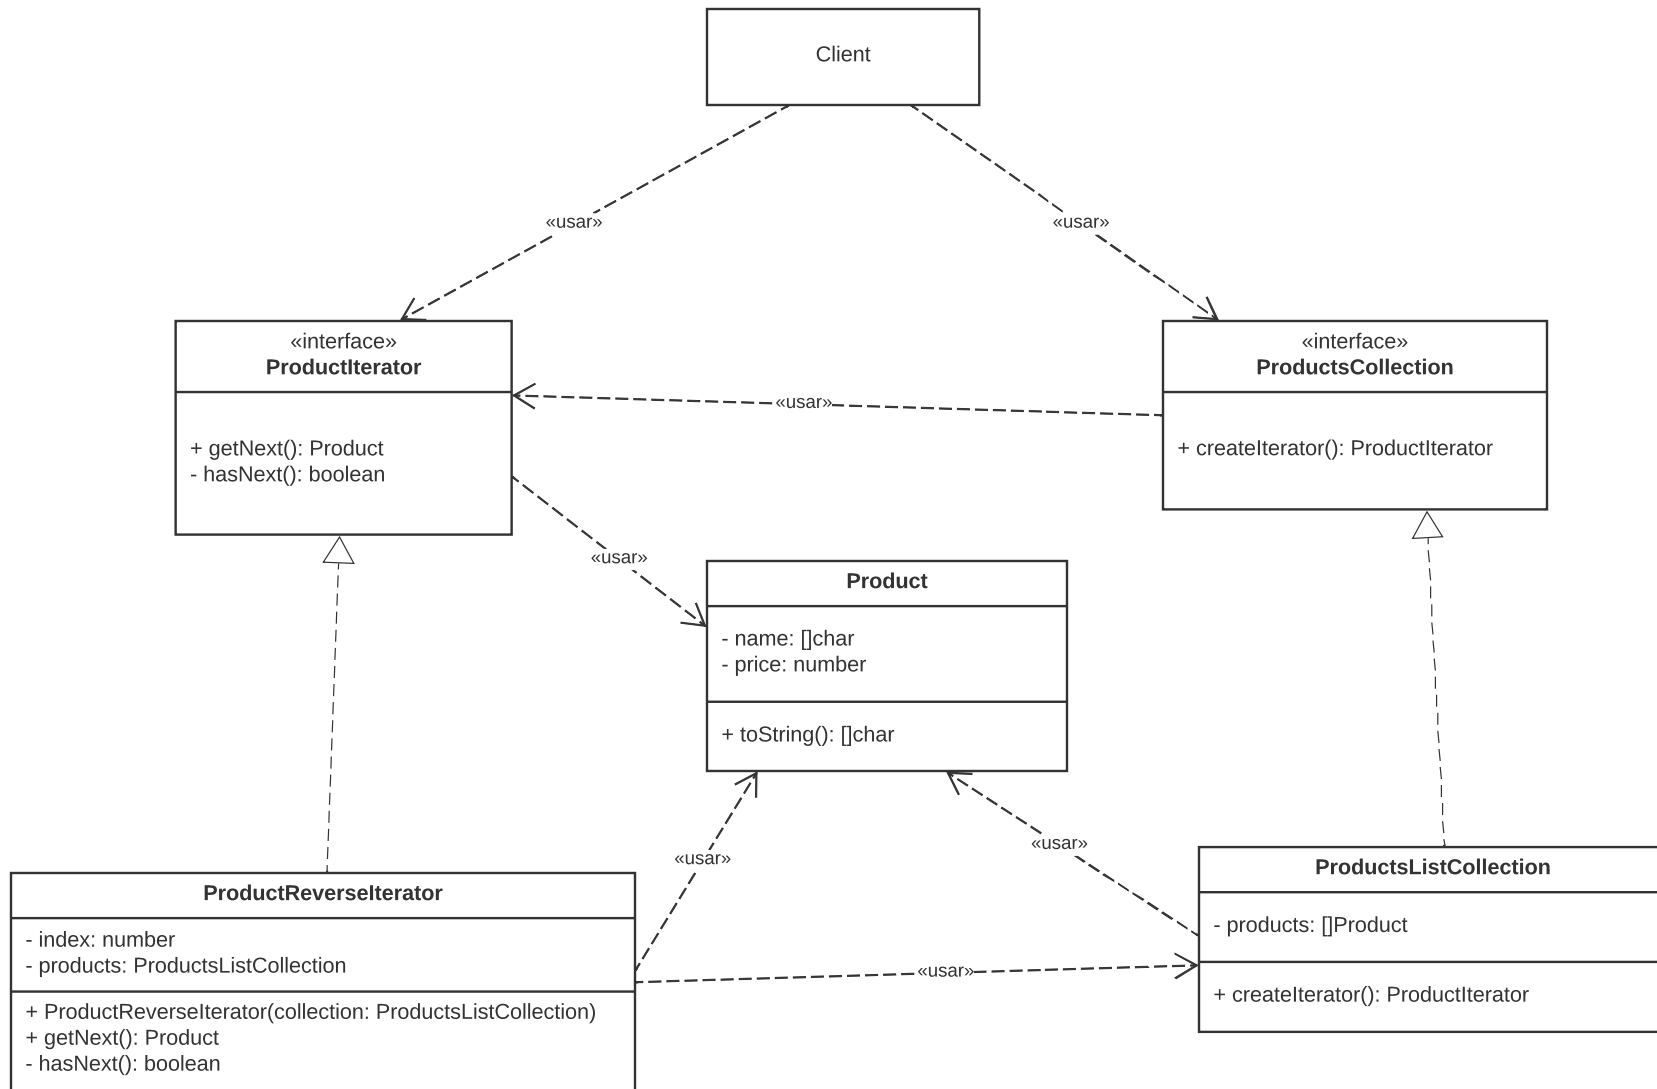 Client
«usar»
«usar»
«interface»
ProductIterator
+ getNext(): Product
- hasNext(): boolean
«interface»
ProductsCollection
+ createIterator(): ProductIterator
«usar»
«usar»
Product
- name: []char
- price: number
+ toString(): []char
«usar»
«usar»
ProductReverseIterator
- index: number
- products: ProductsListCollection
+ ProductReverseIterator(collection: ProductsListCollection)
+ getNext(): Product
- hasNext(): boolean
«usar»
ProductsListCollection
- products: []Product
+ createIterator(): ProductIterator